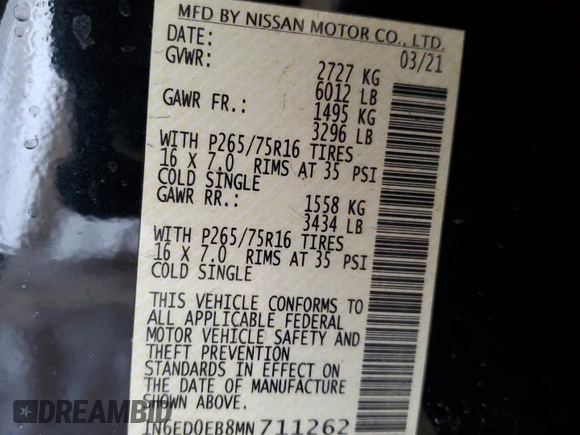 MFD BY NISSAN MOTOR CO., LTD.
DATE: 03/21
GVWR: 2727 KG
6012 LB
GAWR FR.: 1495 KG
3296 LB
WITH P265/75R16 TIRES
16 X 7.0 RIMS AT 35 PSI
COLD SINGLE
GAWR RR.: 1558 KG
3434 LB
WITH P265/75R16 TIRES
16 X 7.0 RIMS AT 35 PSI
COLD SINGLE
THIS VEHICLE CONFORMS TO
ALL APPLICABLE FEDERAL
MOTOR VEHICLE SAFETY AND
THEFT PREVENTION
STANDARDS IN EFFECT ON
THE DATE OF MANUFACTURE
SHOWN ABOVE.
1N6ED0EB8MN711262
DREAMBID